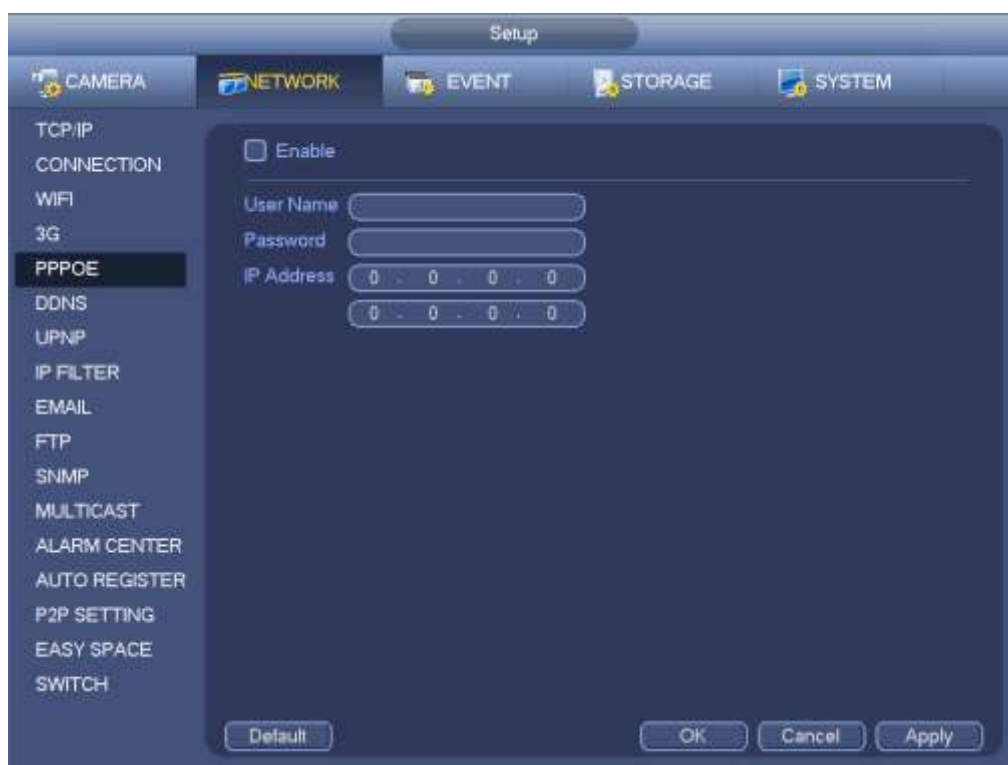 Setup
CAMERA NETWORK EVENT STORAGE SYSTEM
TCP/IP
CONNECTION
WIFI
3G
PPPOE
DDNS
UPNP
IP FILTER
EMAIL
FTP
SNMP
MULTICAST
ALARM CENTER
AUTO REGISTER
P2P SETTING
EASY SPACE
SWITCH
Enable
User Name
Password
IP Address 0 . 0 . 0 . 0
0 . 0 . 0 . 0
Default OK Cancel Apply